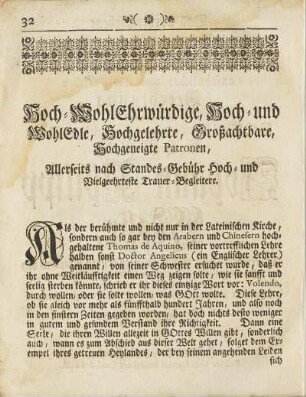 32
Hoch-WohlEhrwürdige, Hoch- und
WohlEdle, Hochgelehrte, Großachtbare,
Hochgeneigte Patronen,
Allerseits nach Standes-Gebühr Hoch- und
Vielgeehrteste Trauer-Begleitere.
Als der berühmte und nicht nur in der Lateinischen Kirche,
sondern auch so gar bey den Arabern und Chinesern hoch-
gehaltene Thomas de Aquino, seiner vortrefflichen Lehre
halben sonst Doctor Angelicus (ein Englischer Lehrer)
genannt, von seiner Schwester ersuchet wurde, daß er
ihr ohne Weitläufftigkeit einen Weg zeigen solte, wie sie sanfft und
seelig sterben könnte, schrieb er ihr dieses eintzige Wort vor: Volendo,
durch wollen, oder sie solte wollen, was GOtt wolte. Diese Lehre,
ob sie gleich vor mehr als fünfthalb hundert Jahren, und also noch
in den finstern Zeiten gegeben worden, hat doch nichts desto weniger
in gutem und gesundem Verstand ihre Richtigkeit. Dann eine
Seele, die ihren Willen allezeit in GOttes Willen gibt, sonderlich
auch, wann es zum Abschied aus dieser Welt gehet, folget dem Ex-
empel ihres getreuen Heylandes, der bey seinem angehenden Leiden
sich